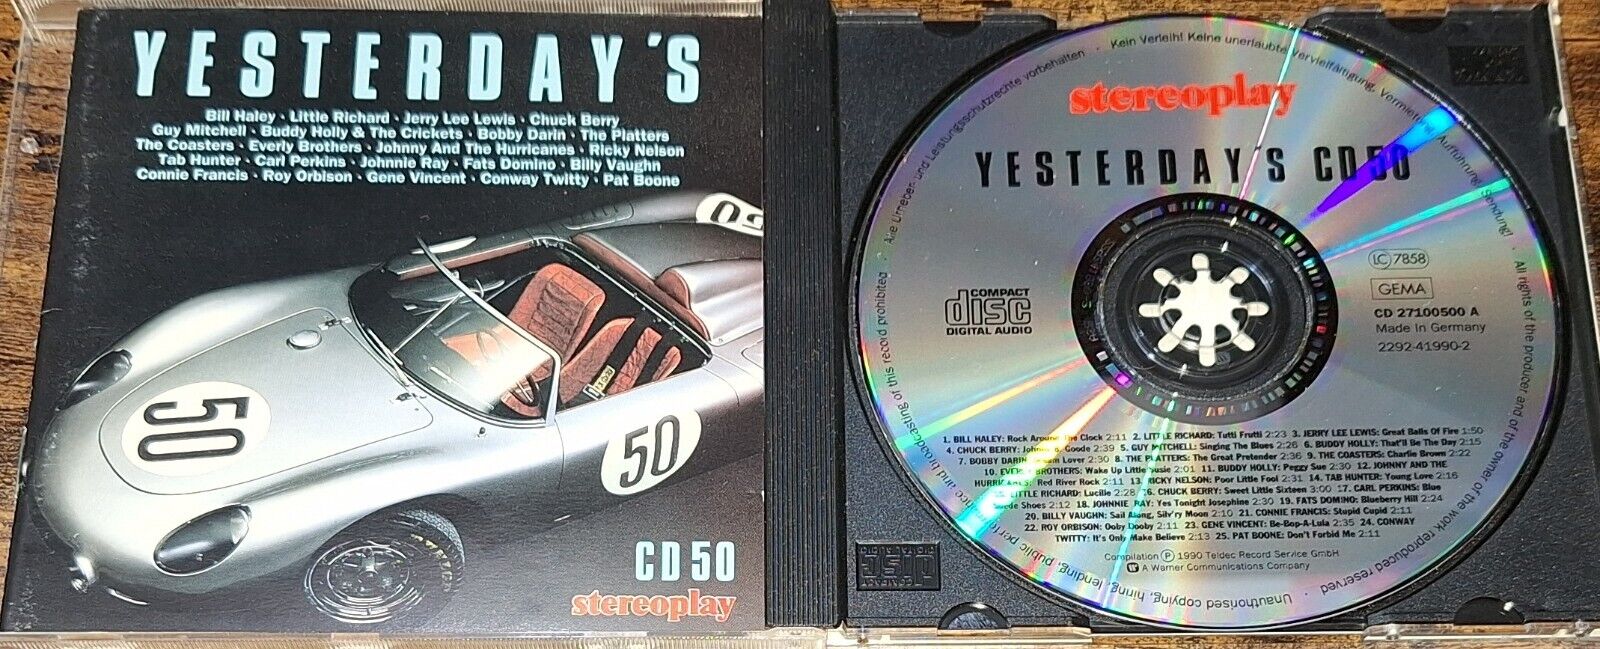 YESTERDAY'S
Bill Haley · Little Richard · Jerry Lee Lewis · Chuck Berry
Guy Mitchell · Buddy Holly & The Crickets · Bobby Darin · The Platters
The Coasters · Everly Brothers · Johnny And The Hurricanes · Ricky Nelson
Tab Hunter · Carl Perkins · Johnnie Ray · Fats Domino · Billy Vaughn
Connie Francis · Roy Orbison · Gene Vincent · Conway Twitty · Pat Boone
50
50
50
CD 50
stereoplay
stereoplay
YESTERDAY'S CD 50
Alle Urheber und Leistungsschutzrechte vorbehalten · Kein Verleih! Keine unerlaubte Vervielfältigung, Vermietung, Aufführung, Sendung! · All rights of the producer and of the owner of the work reproduced reserved · Unauthorised copying, hiring, lending, public performance and broadcasting of this record prohibited
COMPACT
disc
DIGITAL AUDIO
LC 7858
GEMA
CD 27100500 A
Made in Germany
2292-41990-2
1. BILL HALEY: Rock Around The Clock 2:11 2. LITTLE RICHARD: Tutti Frutti 2:23 3. JERRY LEE LEWIS: Great Balls Of Fire 1:50
4. CHUCK BERRY: Johnny B. Goode 2:39 5. GUY MITCHELL: Singing The Blues 2:26 6. BUDDY HOLLY: That'll Be The Day 2:15
7. BOBBY DARIN: Dream Lover 2:30 8. THE PLATTERS: The Great Pretender 2:36 9. THE COASTERS: Charlie Brown 2:22
10. EVERLY BROTHERS: Wake Up Little Susie 2:01 11. BUDDY HOLLY: Peggy Sue 2:30 12. JOHNNY AND THE
HURRICANES: Red River Rock 2:11 13. RICKY NELSON: Poor Little Fool 2:31 14. TAB HUNTER: Young Love 2:16
15. LITTLE RICHARD: Lucille 2:28 16. CHUCK BERRY: Sweet Little Sixteen 3:00 17. CARL PERKINS: Blue
Suede Shoes 2:12 18. JOHNNIE RAY: Yes Tonight Josephine 2:30 19. FATS DOMINO: Blueberry Hill 2:24
20. BILLY VAUGHN: Sail Along, Silv'ry Moon 2:10 21. CONNIE FRANCIS: Stupid Cupid 2:11
22. ROY ORBISON: Ooby Dooby 2:11 23. GENE VINCENT: Be-Bop-A-Lula 2:35 24. CONWAY
TWITTY: It's Only Make Believe 2:13 25. PAT BOONE: Don't Forbid Me 2:11
Compilation Ⓟ 1990 Teldec Record Service GmbH
A Warner Communications Company
COMPACT
disc
DIGITAL AUDIO